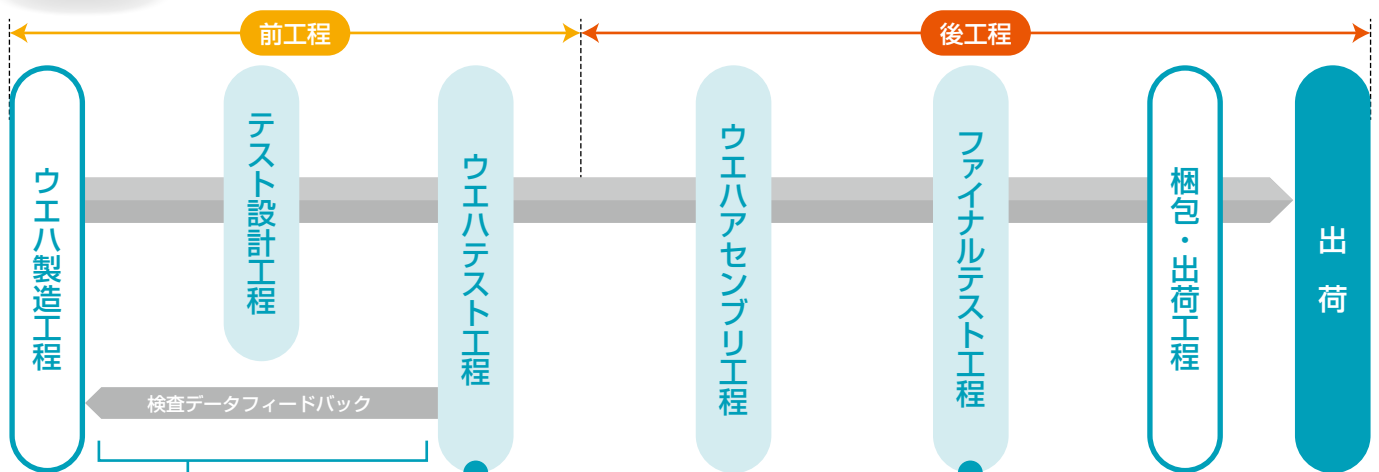 前工程
後工程
ウエハ製造工程
テスト設計工程
ウエハテスト工程
ウエハアセンブリ工程
ファイナルテスト工程
梱包・出荷工程
出荷
検査データフィードバック